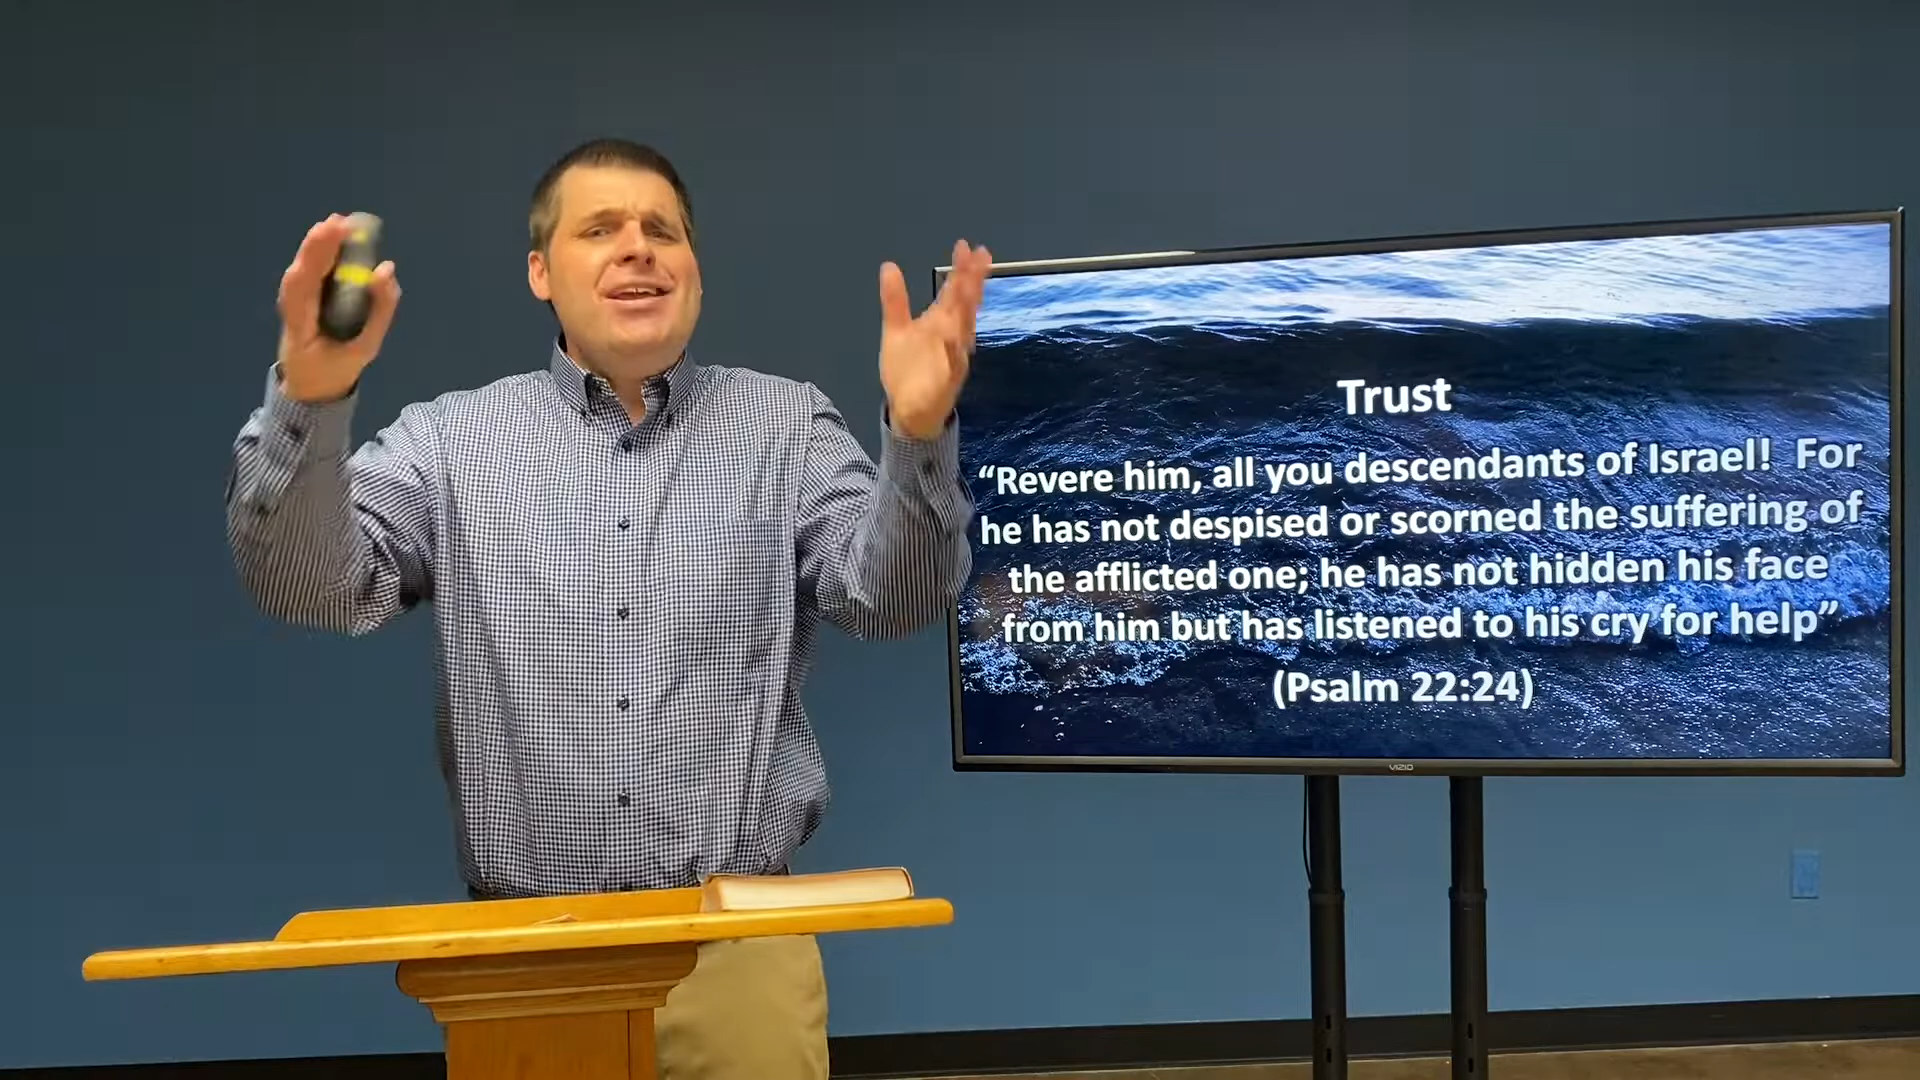 Trust
“Revere him, all you descendants of Israel!  For
he has not despised or scorned the suffering of
the afflicted one; he has not hidden his face
from him but has listened to his cry for help”
(Psalm 22:24)
VIZIO